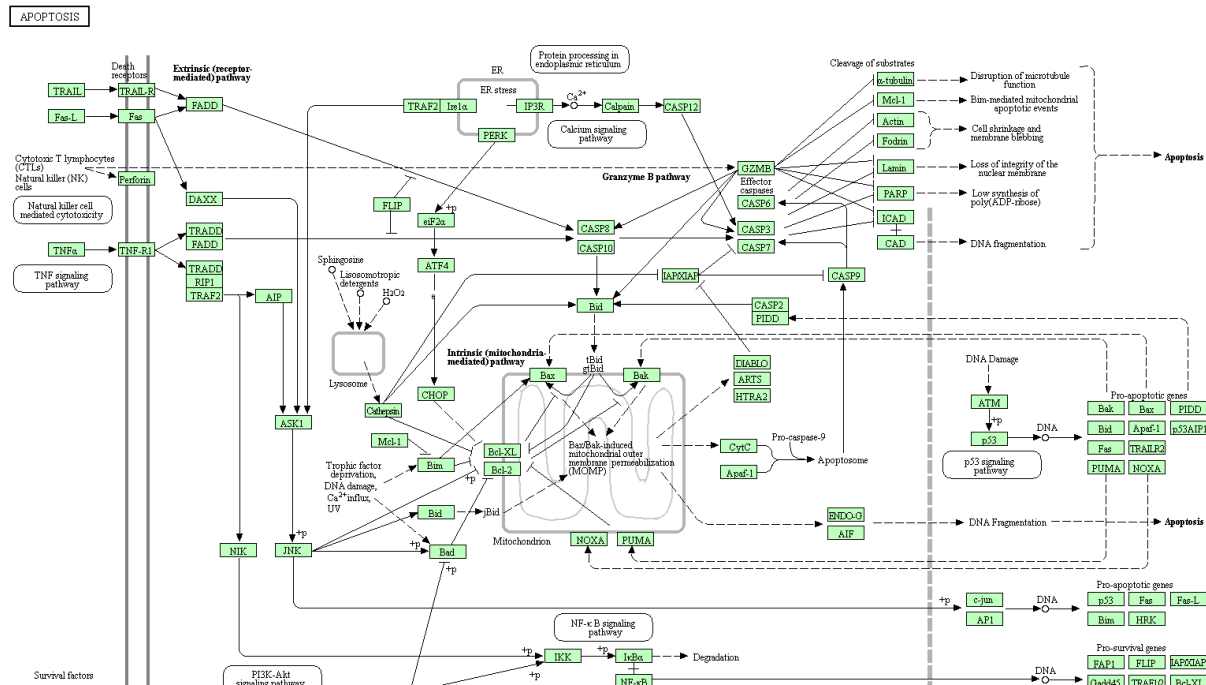 APOPTOSIS
Death
receptors
Extrinsic (receptor-
mediated) pathway
TRAIL
TRAIL-R
FADD
Fas-L
Fas
Cytotoxic T lymphocytes
(CTLs)
Natural killer (NK)
cells
Perforin
Natural killer cell
mediated cytotoxicity
DAXX
TNFα
TNF-R1
TRADD
FADD
TNF signaling
pathway
TRADD
RIP1
TRAF2
AIP
ER
ER stress
Protein processing in
endoplasmic reticulum
TRAF2
Ire1α
IP3R
Ca2+
Calpain
CASP12
PERK
Calcium signaling
pathway
Granzyme B pathway
GZMB
FLIP
+p
eiF2α
ATF4
e
CHOP
CASP8
CASP10
Effector
caspases
CASP6
CASP3
CASP7
IAP/XIAP
CASP9
Bid
CASP2
PIDD
Cleavage of substrates
α-tubulin
Mcl-1
Actin
Fodrin
Lamin
PARP
ICAD
CAD
Disruption of microtubule
function
Bim-mediated mitochondrial
apoptotic events
Cell shrinkage and
membrane blebbing
Loss of integrity of the
nuclear membrane
Low synthesis of
poly(ADP-ribose)
DNA fragmentation
Apoptosis
Sphingosine
Lisosomotropic
detergents
H2O2
Lysosome
Cathepsin
Intrinsic (mitochondria-
mediated) pathway
tBid
gtBid
Bax
Bak
DIABLO
ARTS
HTRA2
Mcl-1
Bim
Bcl-XL
Bcl-2
+p
Bax/Bak-induced
mitochondrial outer
membrane permeabilization
(MOMP)
CytC
Apaf-1
Pro-caspase-9
Apoptosome
Trophic factor
deprivation,
DNA damage,
Ca2+influx,
UV
Bid
jBid
Bad
+p
+p
+p
Mitochondrion
NOXA
PUMA
ENDO-G
AIF
DNA Fragmentation
Apoptosis
DNA Damage
ATM
+p
p53
DNA
p53 signaling
pathway
Pro-apoptotic genes
Bak
Bax
PIDD
Bid
Apaf-1
p53AIP1
Fas
TRAILR2
PUMA
NOXA
ASK1
+p
NIK
JNK
+p
c-jun
AP1
DNA
Pro-apoptotic genes
p53
Fas
Fas-L
Bim
HRK
NF-κB signaling
pathway
+p
IKK
+p
IκBα
Degradation
+p
NF-κB
DNA
Pro-survival genes
FAP1
FLIP
IAP/XIAP
Gadd45
TRAF1/2
Bcl-XL
Survival factors
PI3K-Akt
signaling pathway